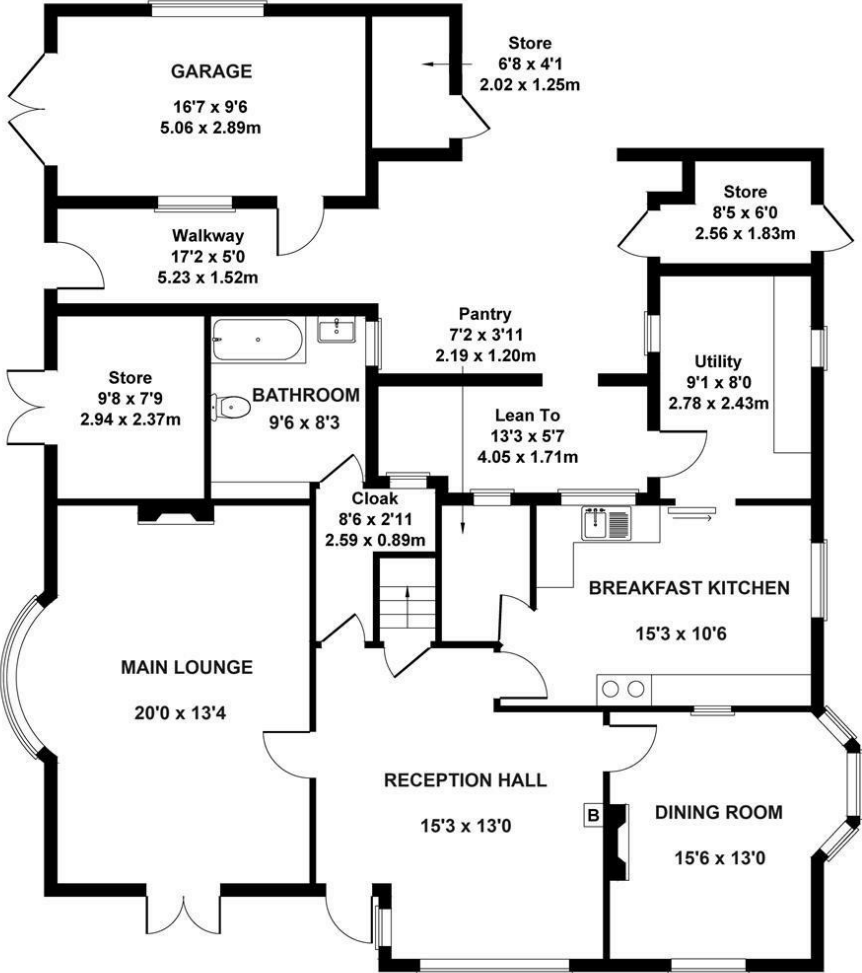 GARAGE
16'7 x 9'6
5.06 x 2.89m
Store
6'8 x 4'1
2.02 x 1.25m
Store
8'5 x 6'0
2.56 x 1.83m
Walkway
17'2 x 5'0
5.23 x 1.52m
Pantry
7'2 x 3'11
2.19 x 1.20m
Utility
9'1 x 8'0
2.78 x 2.43m
Store
9'8 x 7'9
2.94 x 2.37m
BATHROOM
9'6 x 8'3
Lean To
13'3 x 5'7
4.05 x 1.71m
Cloak
8'6 x 2'11
2.59 x 0.89m
BREAKFAST KITCHEN
15'3 x 10'6
MAIN LOUNGE
20'0 x 13'4
RECEPTION HALL
15'3 x 13'0
B
DINING ROOM
15'6 x 13'0